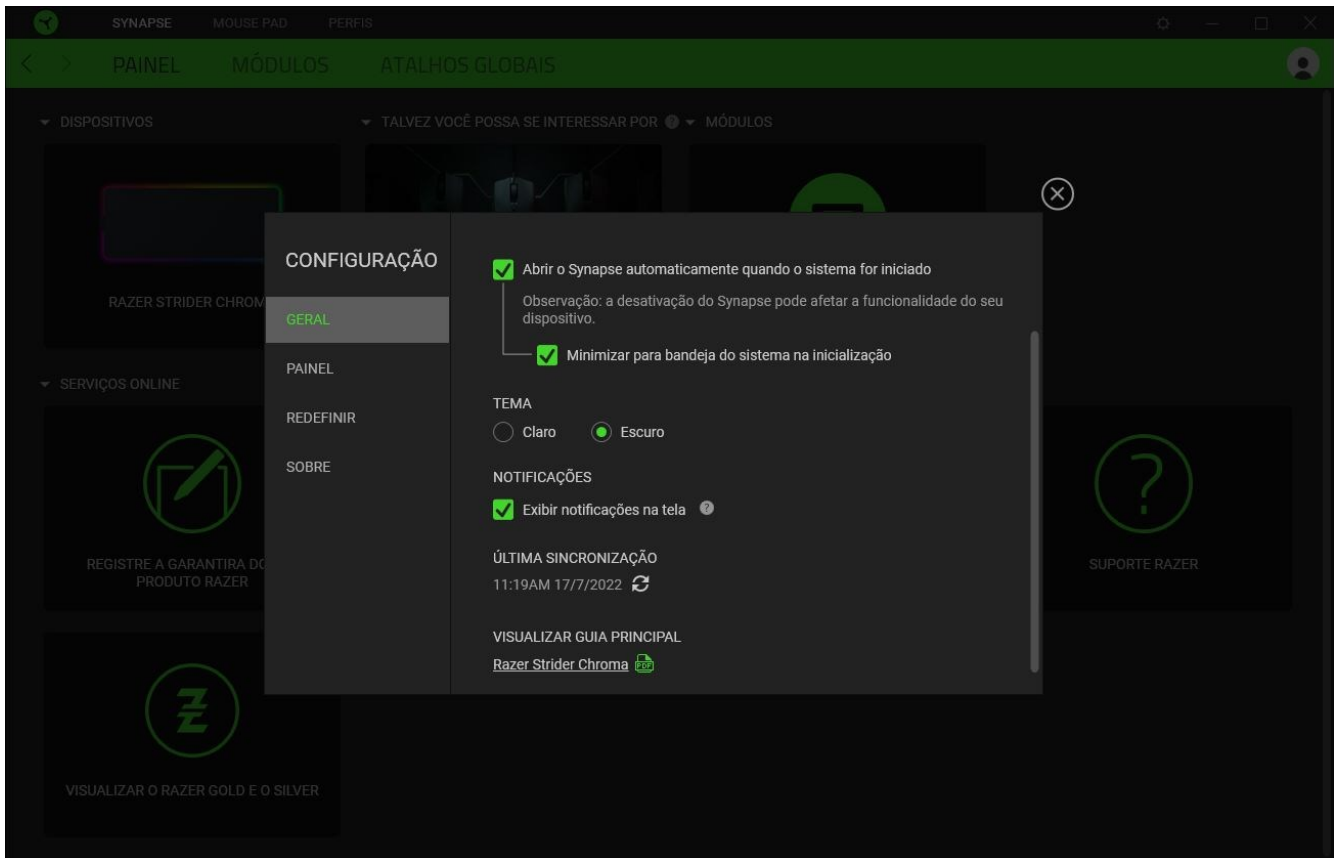 SYNAPSE
MOUSE PAD
PERFIS
PAINEL
MÓDULOS
ATALHOS GLOBAIS
DISPOSITIVOS
TALVEZ VOCÊ POSSA SE INTERESSAR POR
MÓDULOS
RAZER STRIDER CHROM
CONFIGURAÇÃO
GERAL
PAINEL
REDEFINIR
SOBRE
Abrir o Synapse automaticamente quando o sistema for iniciado
Observação: a desativação do Synapse pode afetar a funcionalidade do seu
dispositivo.
Minimizar para bandeja do sistema na inicialização
TEMA
Claro
Escuro
NOTIFICAÇÕES
Exibir notificações na tela
ÚLTIMA SINCRONIZAÇÃO
11:19AM 17/7/2022
VISUALIZAR GUIA PRINCIPAL
Razer Strider Chroma PDF
SERVIÇOS ONLINE
REGISTRE A GARANTIRA DO
PRODUTO RAZER
SUPORTE RAZER
VISUALIZAR O RAZER GOLD E O SILVER